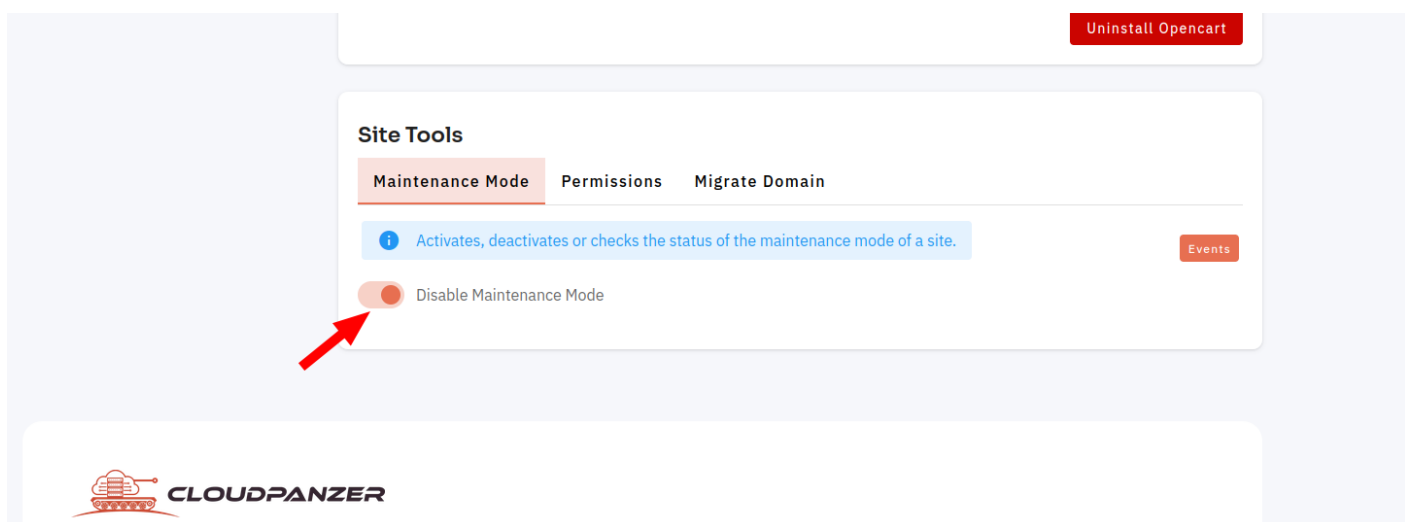 Uninstall Opencart
Site Tools
Maintenance Mode Permissions Migrate Domain
Activates, deactivates or checks the status of the maintenance mode of a site.
Events
Disable Maintenance Mode
CLOUDPANZER